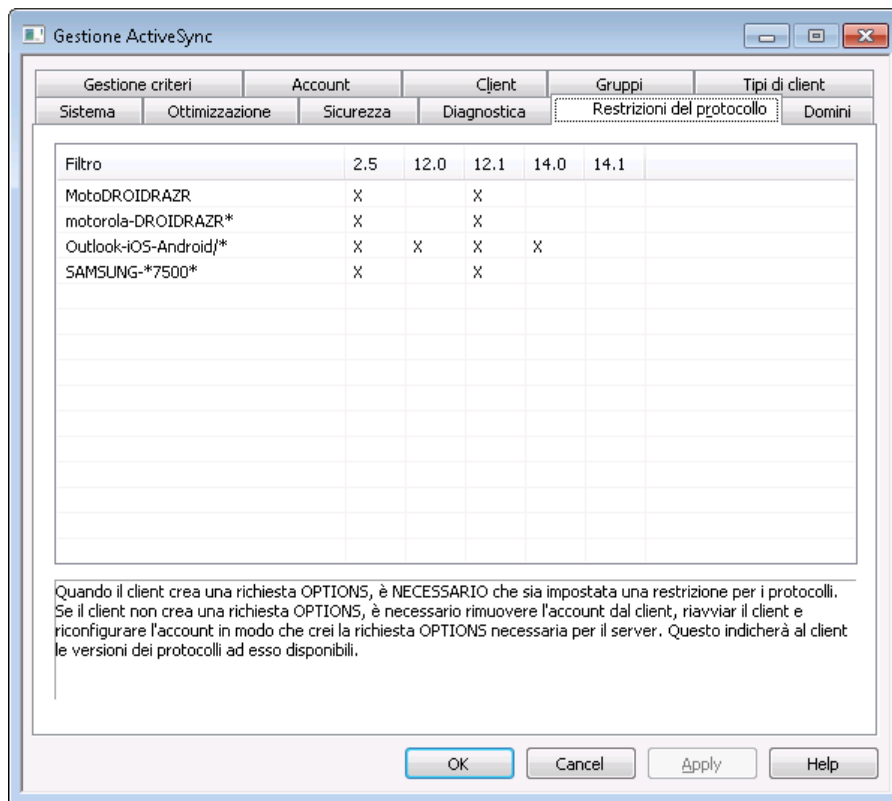 Gestione ActiveSync
Gestione criteri Account Client Gruppi Tipi di client
Sistema Ottimizzazione Sicurezza Diagnostica Restrizioni del protocollo Domini
Filtro 2.5 12.0 12.1 14.0 14.1
MotoDROIDRAZR X X
motorola-DROIDRAZR* X X
Outlook-iOS-Android/* X X X X
SAMSUNG-*7500* X X
Quando il client crea una richiesta OPTIONS, è NECESSARIO che sia impostata una restrizione per i protocolli.
Se il client non crea una richiesta OPTIONS, è necessario rimuovere l'account dal client, riavviar il client e
riconfigurare l'account in modo che crei la richiesta OPTIONS necessaria per il server. Questo indicherà al client
le versioni dei protocolli ad esso disponibili.
OK Cancel Apply Help